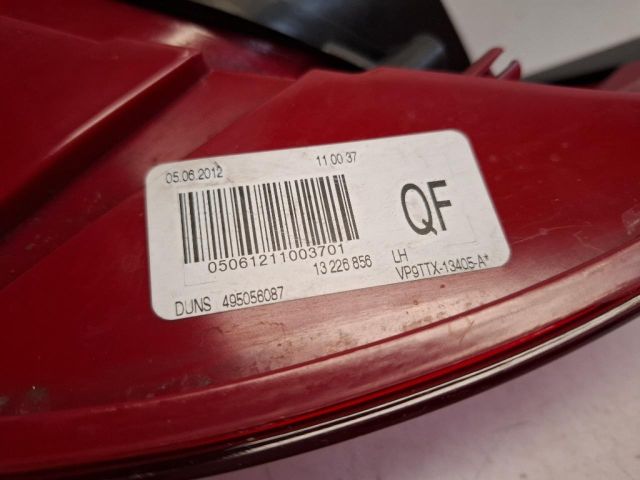 05.06.2012 11:00:37
QF
05061211003701
13 226 856 LH
DUNS 495056087 VP9TTX-13405-A*